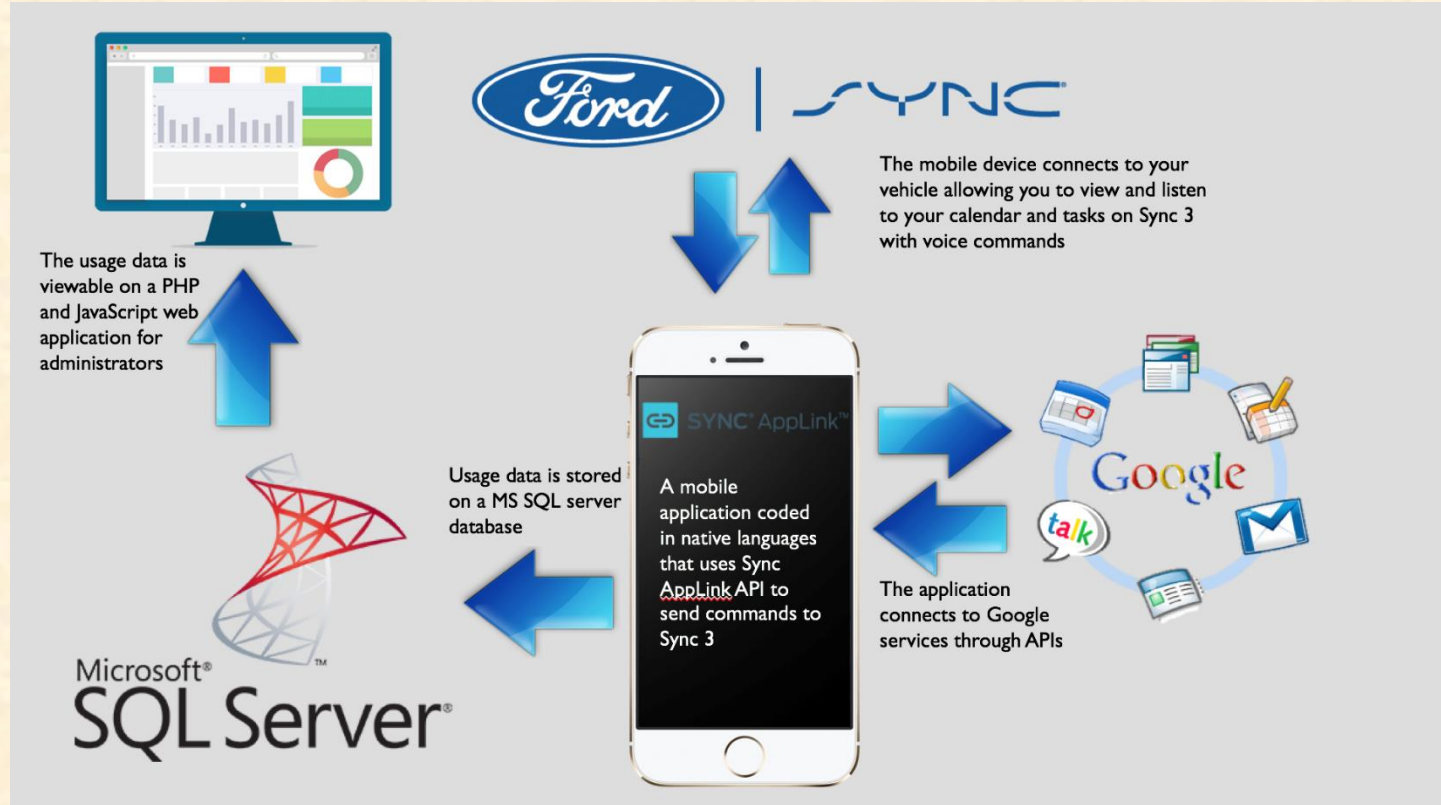 Ford
SYNC®
The mobile device connects to your
vehicle allowing you to view and listen
to your calendar and tasks on Sync 3
with voice commands
The usage data is
viewable on a PHP
and JavaScript web
application for
administrators
SYNC® AppLink™
A mobile
application coded
in native languages
that uses Sync
AppLink API to
send commands to
Sync 3
Usage data is stored
on a MS SQL server
database
Google
talk
The application
connects to Google
services through APIs
Microsoft®
SQL Server®
™